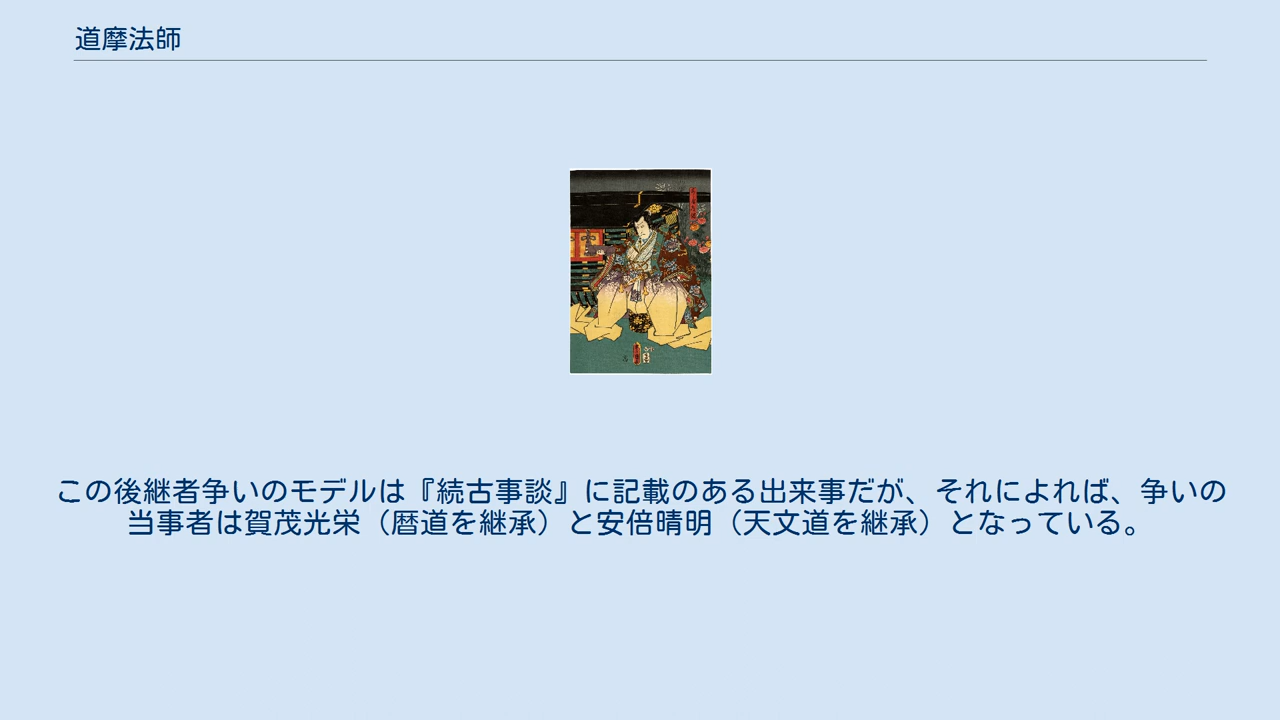 道摩法師
この後継者争いのモデルは『続古事談』に記載のある出来事だが、それによれば、争いの
当事者は賀茂光栄（暦道を継承）と安倍晴明（天文道を継承）となっている。